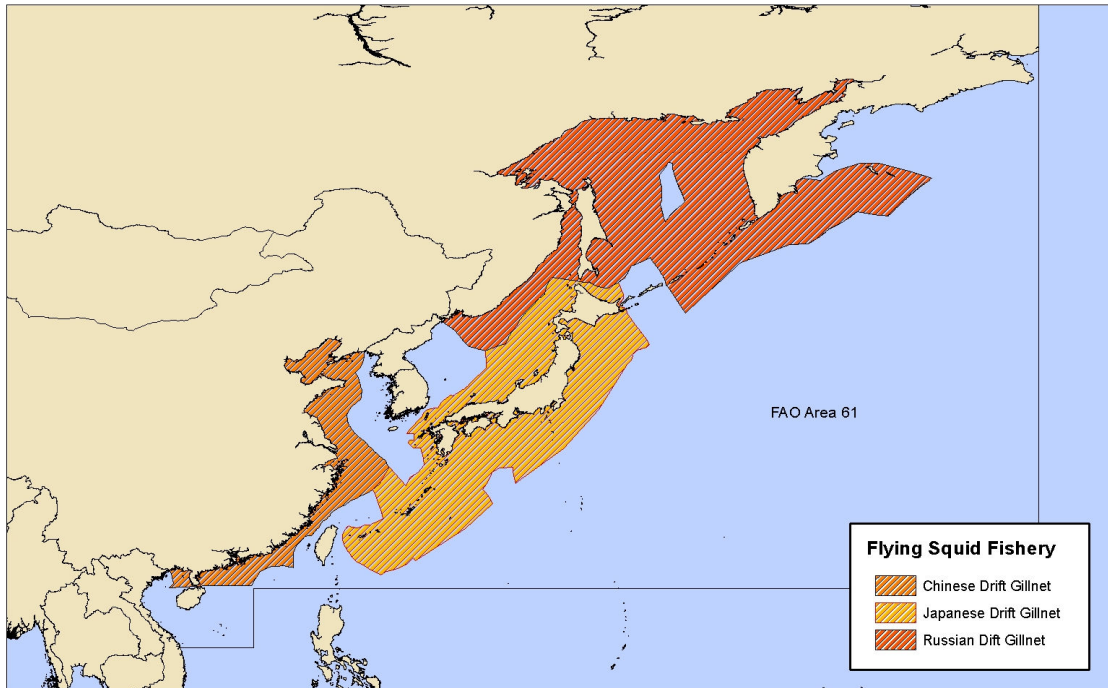 FAO Area 61
Flying Squid Fishery
Chinese Drift Gillnet
Japanese Drift Gillnet
Russian Dift Gillnet